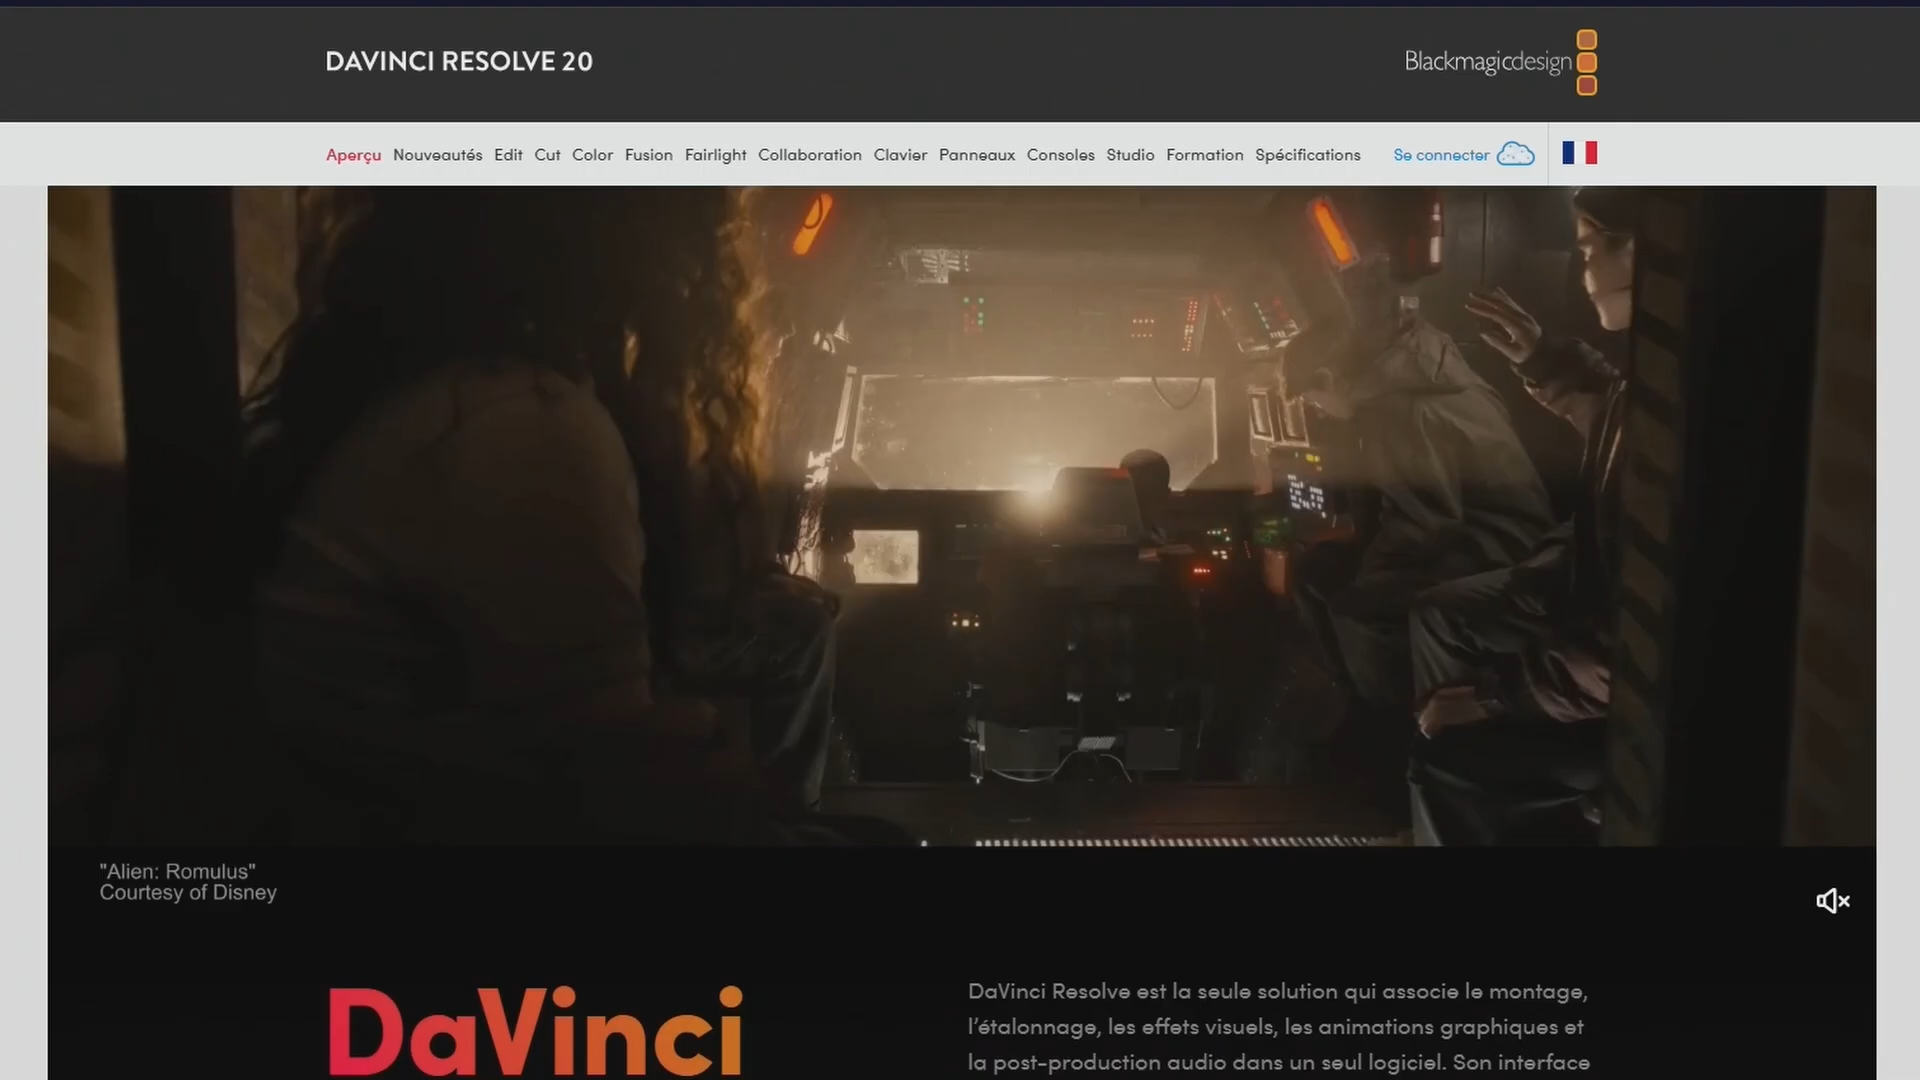 DAVINCI RESOLVE 20
Blackmagicdesign
Aperçu Nouveautés Edit Cut Color Fusion Fairlight Collaboration Clavier Panneaux Consoles Studio Formation Spécifications Se connecter
"Alien: Romulus"
Courtesy of Disney
DaVinci
DaVinci Resolve est la seule solution qui associe le montage,
l'étalonnage, les effets visuels, les animations graphiques et
la post-production audio dans un seul logiciel. Son interface